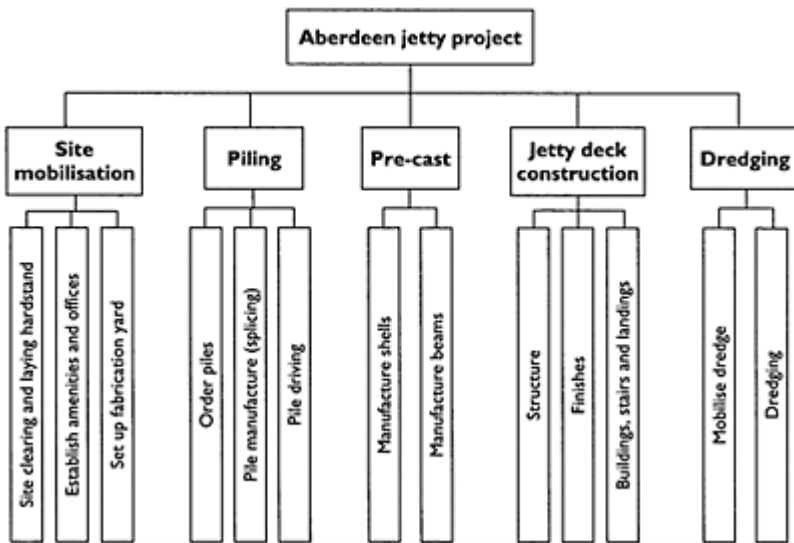 Aberdeen jetty project
Site
mobilisation
Piling
Pre-cast
Jetty deck
construction
Dredging
Site clearing and laying hardstand
Establish amenities and offices
Set up fabrication yard
Order piles
Pile manufacture (splicing)
Pile driving
Manufacture shells
Manufacture beams
Structure
Finishes
Buildings, stairs and landings
Mobilise dredge
Dredging